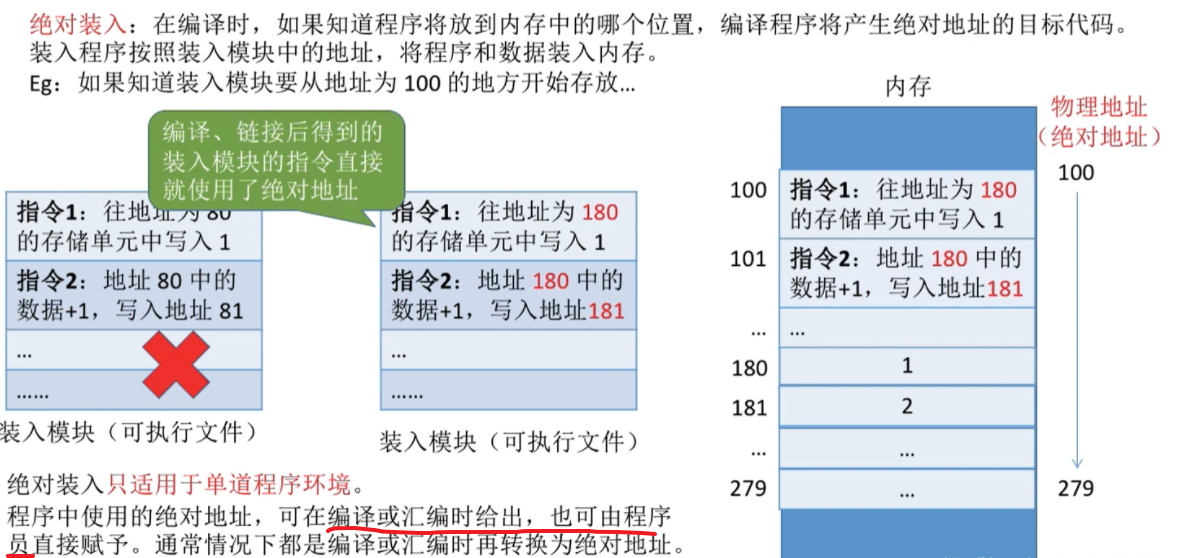 绝对装入：在编译时，如果知道程序将放到内存中的哪个位置，编译程序将产生绝对地址的目标代码。
装入程序按照装入模块中的地址，将程序和数据装入内存。
Eg：如果知道装入模块要从地址为 100 的地方开始存放...
编译、链接后得到的
装入模块的指令直接
就使用了绝对地址
指令1：往地址为 80
的存储单元中写入 1
指令2：地址 80 中的
数据+1，写入地址 81
...
......
装入模块（可执行文件）
指令1：往地址为 180
的存储单元中写入 1
指令2：地址 180 中的
数据+1，写入地址181
...
......
装入模块（可执行文件）
内存
物理地址
（绝对地址）
100
指令1：往地址为 180
的存储单元中写入 1
100
101
指令2：地址 180 中的
数据+1，写入地址181
...
...
180
1
181
2
...
...
279
...
279
绝对装入只适用于单道程序环境。
程序中使用的绝对地址，可在编译或汇编时给出，也可由程序
员直接赋予。通常情况下都是编译或汇编时再转换为绝对地址。